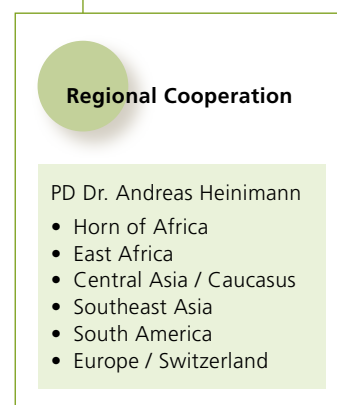 Regional Cooperation
PD Dr. Andreas Heinimann
• Horn of Africa
• East Africa
• Central Asia / Caucasus
• Southeast Asia
• South America
• Europe / Switzerland